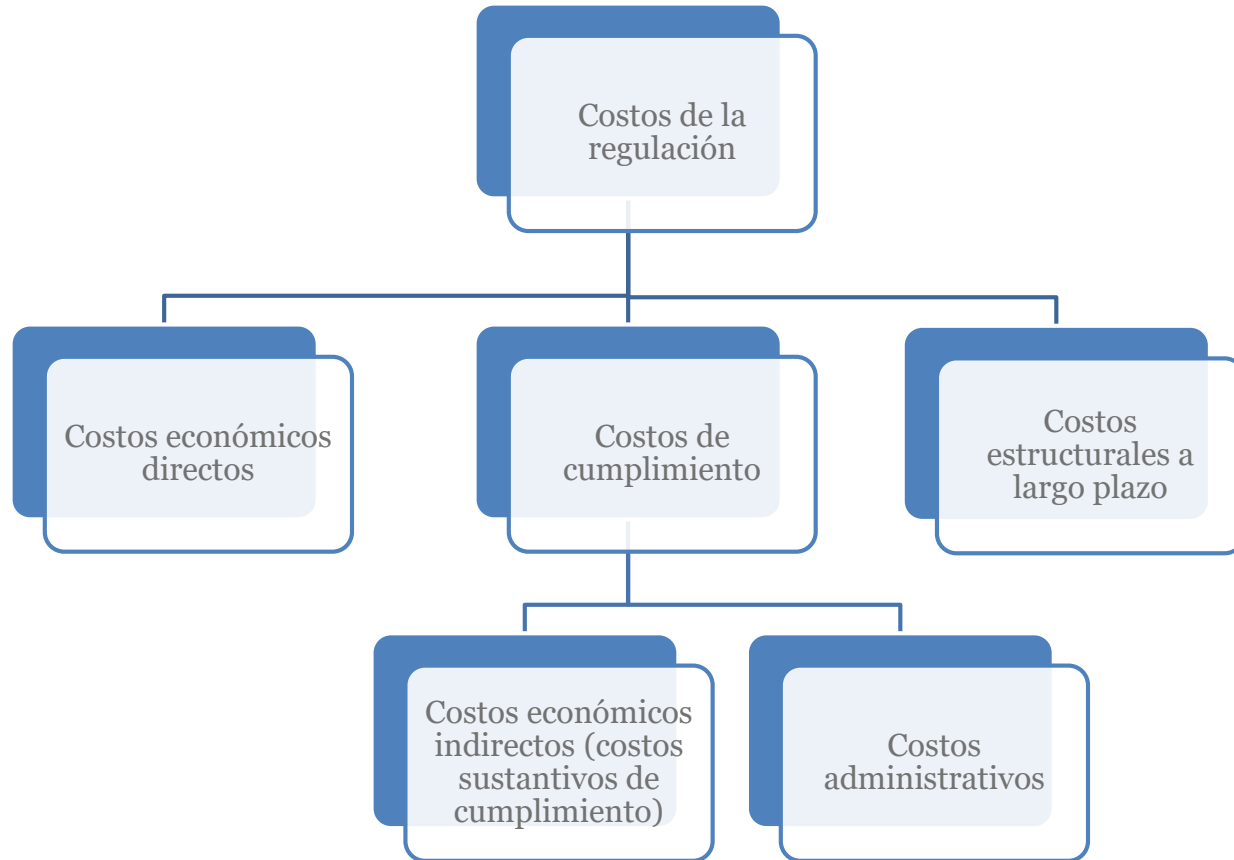 Costos de la
regulación
Costos económicos
directos
Costos de
cumplimiento
Costos
estructurales a
largo plazo
Costos económicos
indirectos (costos
sustantivos de
cumplimiento)
Costos
administrativos